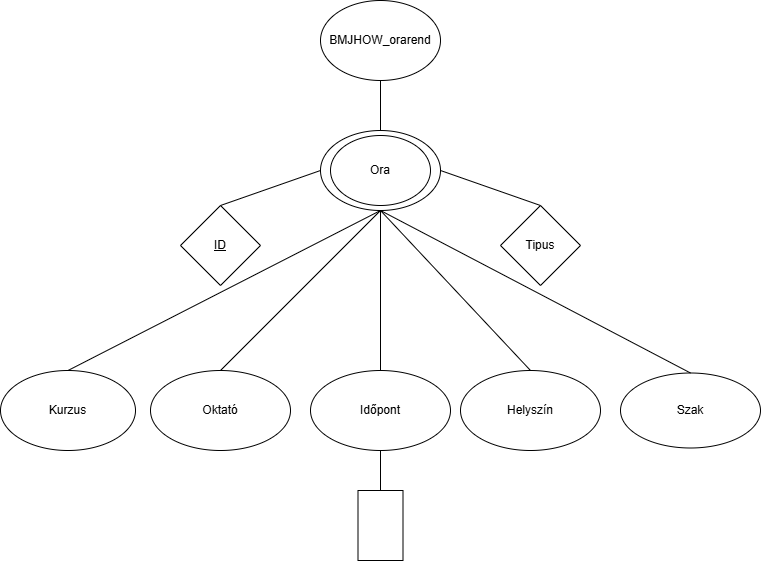 BMJHOW_orarend
Ora
ID
Tipus
Kurzus
Oktató
Időpont
Helyszín
Szak